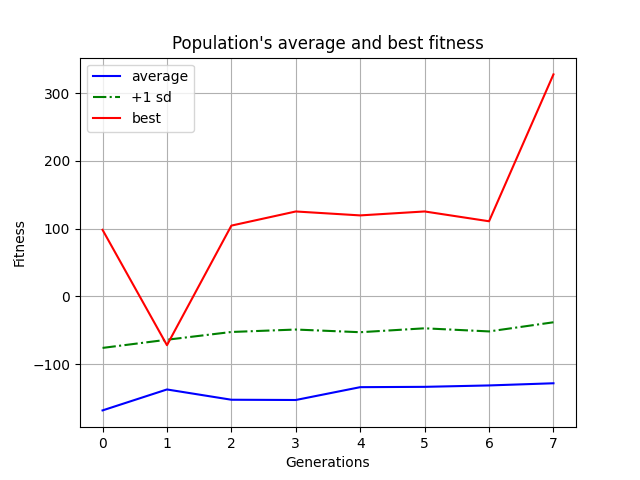 Population's average and best fitness
average
+1 sd
best
300
200
100
0
−100
Fitness
0 1 2 3 4 5 6 7
Generations